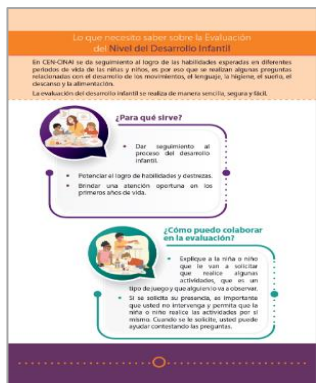 Lo que necesito saber sobre la Evaluación
del Nivel del Desarrollo Infantil
En CEN-CINAI se da seguimiento al logro de las habilidades esperadas en diferentes
períodos de vida de las niñas y niños, es por eso que se realizan algunas preguntas
relacionadas con el desarrollo de los movimientos, el lenguaje, la higiene, el sueño, el
descanso y la alimentación.
La evaluación del desarrollo infantil se realiza de manera sencilla, segura y fácil.
¿Para qué sirve?
• Dar seguimiento al
proceso del desarrollo
infantil.
• Potenciar el logro de habilidades y destrezas.
• Brindar una atención oportuna en los
primeros años de vida.
¿Cómo puedo colaborar
en la evaluación?
• Explique a la niña o niño
que le van a solicitar
que realice algunas
actividades, que es un
tipo de juego y que alguien lo va a observar.
• Si se solicita su presencia, es importante
que usted no intervenga y permita que la
niña o niño realice las actividades por sí
mismo. Cuando se le solicite, usted puede
ayudar contestando las preguntas.